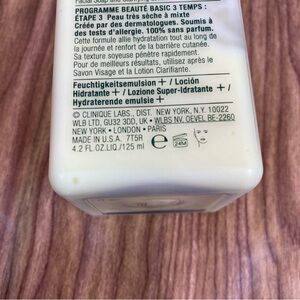 Facial Soap and Clarifying Lotion
PROGRAMME BEAUTÉ BASIC 3 TEMPS :
ÉTAPE 3 Peau très sèche à mixte
Créée par des dermatologues. Soumis à
des tests d'allergie. 100% sans parfum.
Cette formule allie hydratation tout au long de
la journée et renfort de la barrière cutanée.
Sa texture soyeuse pénètre rapidement.
Pour de meilleurs résultats, utilisez après le
Savon Visage et la Lotion Clarifiante.
Feuchtigkeitsemulsion + / Loción
Hidratante + / Lozione Super-Idratante + /
Hydraterende emulsie +
© CLINIQUE LABS., DIST. NEW YORK, N.Y. 10022
WLB LTD, GU32 3DD, UK • WLBS NV, OEVEL BE-2260
NEW YORK • LONDON • PARIS
MADE IN U.S.A. 7T5R
4.2 FL.OZ.LIQ./125 ml
24M